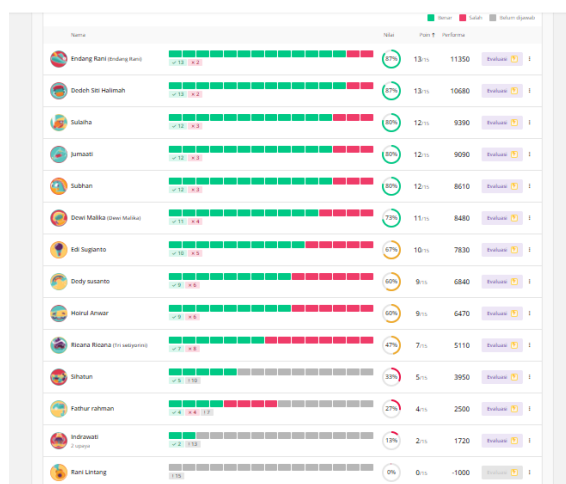 Benar Salah Belum dijawab
Nama Nilai Poin Performa
Endang Rani (Endang Rani) ✓ 13 × 2 87% 13/15 11350 Evaluasi
Dedeh Siti Halimah ✓ 13 × 2 87% 13/15 10680 Evaluasi
Sulaiha ✓ 12 × 3 80% 12/15 9390 Evaluasi
Jumaati ✓ 12 × 3 80% 12/15 9090 Evaluasi
Subhan ✓ 12 × 3 80% 12/15 8610 Evaluasi
Dewi Malika (dewi Malika) ✓ 11 × 4 73% 11/15 8480 Evaluasi
Edi Sugianto ✓ 10 × 5 67% 10/15 7830 Evaluasi
Dedy susanto ✓ 9 × 6 60% 9/15 6840 Evaluasi
Hoirul Anwar ✓ 9 × 6 60% 9/15 6470 Evaluasi
Ricana Ricana (Tri setiyorini) ✓ 7 × 8 47% 7/15 5110 Evaluasi
Sihatun ✓ 5 ! 10 33% 5/15 3950 Evaluasi
Fathur rahman ✓ 4 × 4 ! 7 27% 4/15 2500 Evaluasi
Indrawati ✓ 2 ! 13 13% 2/15 1720 Evaluasi
2 upaya
Rani Lintang ! 15 0% 0/15 -1000 Evaluasi